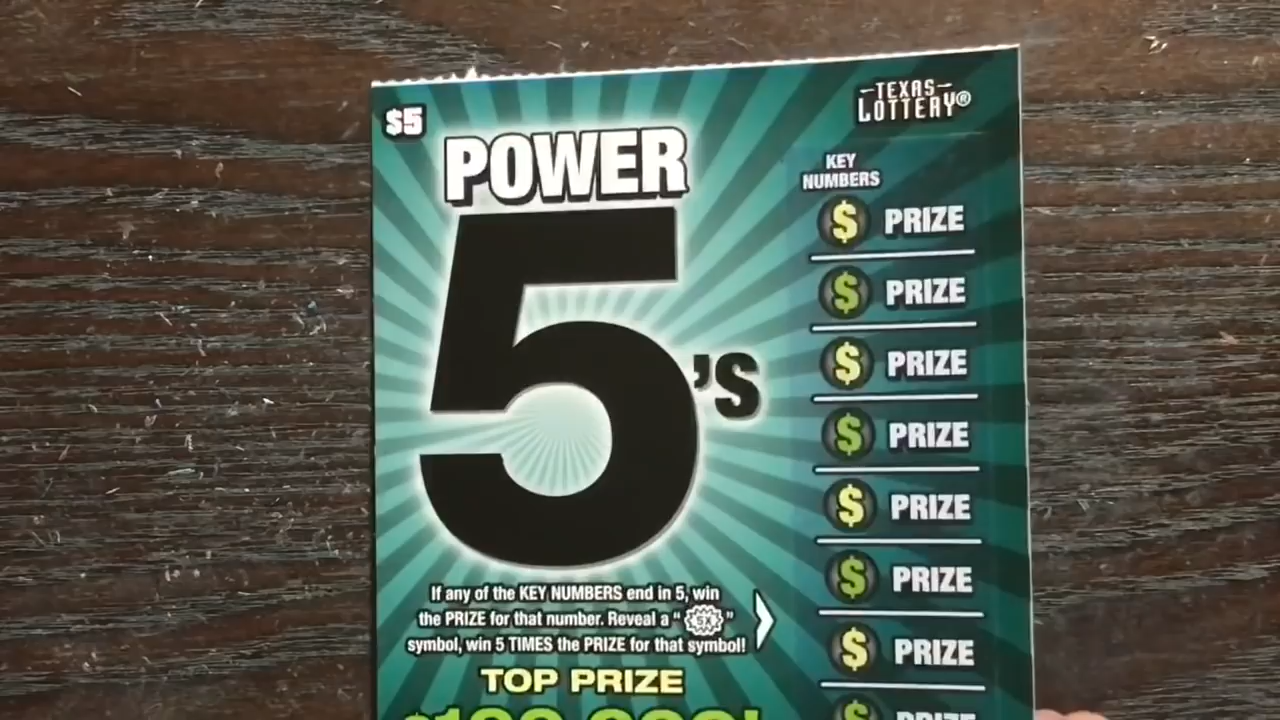 $5
TEXAS
LOTTERY®
POWER
5'S
KEY
NUMBERS
$ PRIZE
$ PRIZE
$ PRIZE
$ PRIZE
$ PRIZE
$ PRIZE
$ PRIZE
$ PRIZE
If any of the KEY NUMBERS end in 5, win
the PRIZE for that number. Reveal a "5X"
symbol, win 5 TIMES the PRIZE for that symbol!
TOP PRIZE